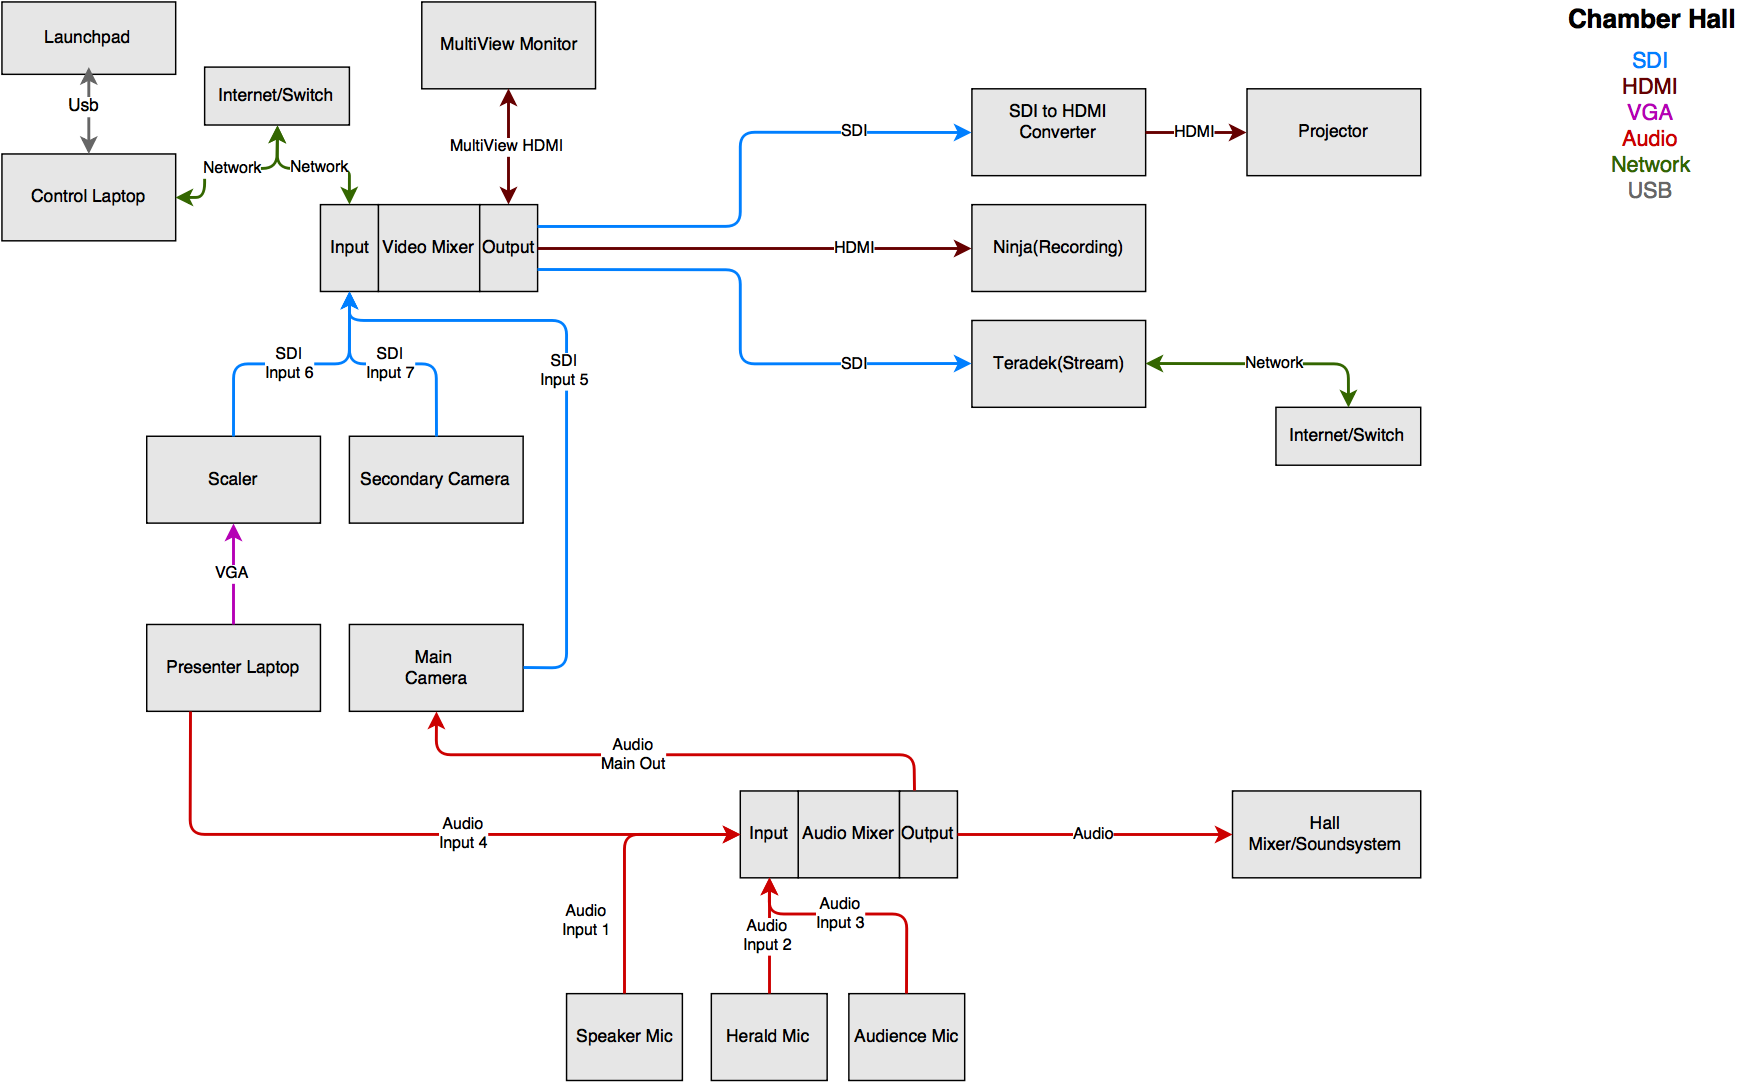 Chamber Hall
SDI
HDMI
VGA
Audio
Network
USB
Launchpad
Usb
Control Laptop
Internet/Switch
Network
Network
MultiView Monitor
MultiView HDMI
Input
Video Mixer
Output
SDI
SDI to HDMI
Converter
HDMI
Projector
HDMI
Ninja(Recording)
SDI
Teradek(Stream)
Network
Internet/Switch
SDI
Input 6
SDI
Input 7
SDI
Input 5
Scaler
Secondary Camera
VGA
Presenter Laptop
Main
Camera
Audio
Main Out
Audio
Input 4
Input
Audio Mixer
Output
Audio
Hall
Mixer/Soundsystem
Audio
Input 1
Audio
Input 2
Audio
Input 3
Speaker Mic
Herald Mic
Audience Mic